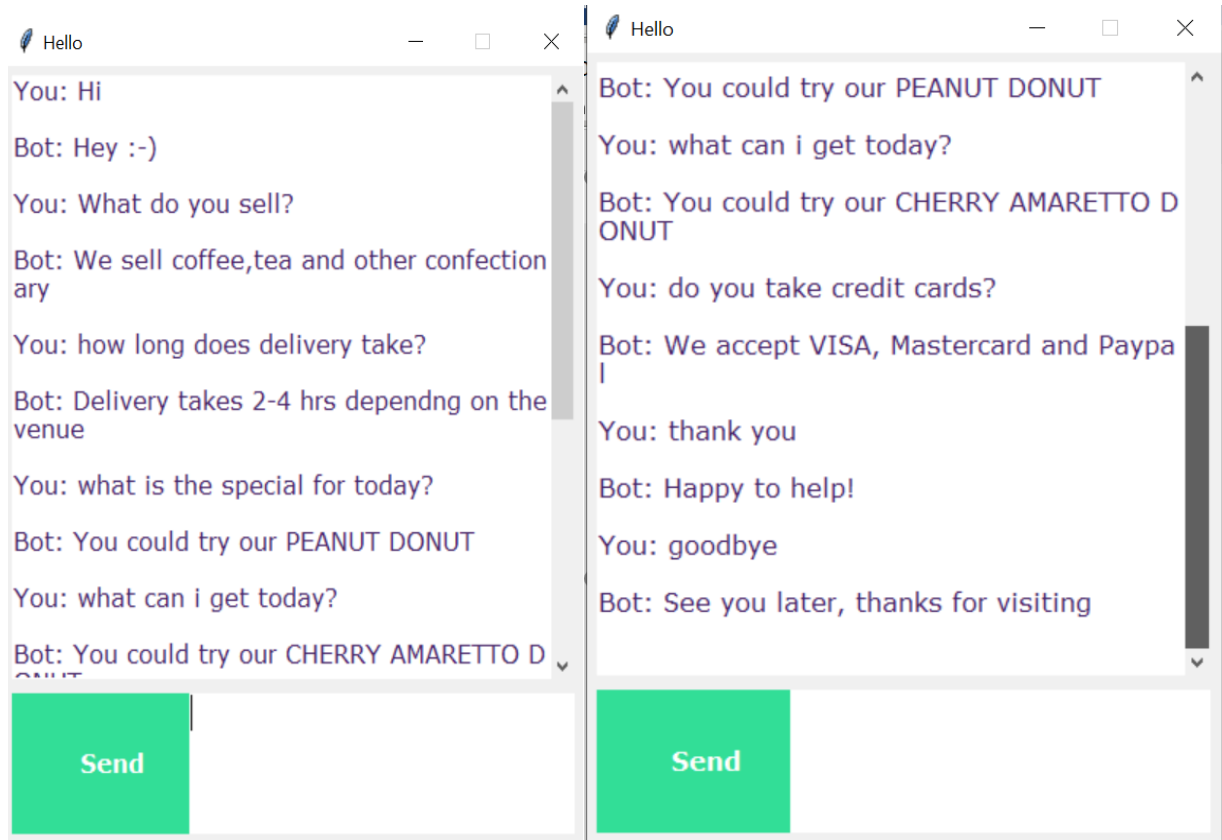 Hello
You: Hi
Bot: Hey :-)
You: What do you sell?
Bot: We sell coffee,tea and other confection
ary
You: how long does delivery take?
Bot: Delivery takes 2-4 hrs dependng on the
venue
You: what is the special for today?
Bot: You could try our PEANUT DONUT
You: what can i get today?
Bot: You could try our CHERRY AMARETTO D
ONUT
Send
Hello
Bot: You could try our PEANUT DONUT
You: what can i get today?
Bot: You could try our CHERRY AMARETTO D
ONUT
You: do you take credit cards?
Bot: We accept VISA, Mastercard and Paypa
l
You: thank you
Bot: Happy to help!
You: goodbye
Bot: See you later, thanks for visiting
Send